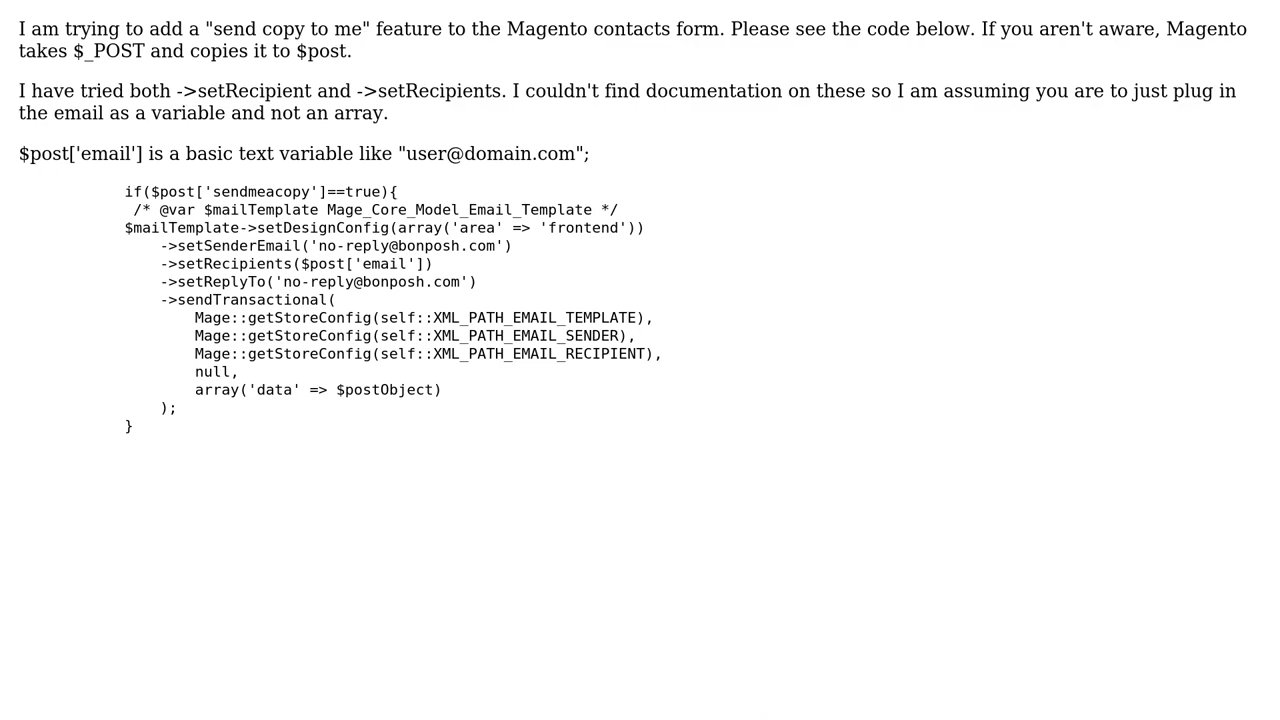 I am trying to add a "send copy to me" feature to the Magento contacts form. Please see the code below. If you aren't aware, Magento
takes $_POST and copies it to $post.
I have tried both ->setRecipient and ->setRecipients. I couldn't find documentation on these so I am assuming you are to just plug in
the email as a variable and not an array.
$post['email'] is a basic text variable like "user@domain.com";
if($post['sendmeacopy']==true){
/* @var $mailTemplate Mage_Core_Model_Email_Template */
$mailTemplate->setDesignConfig(array('area' => 'frontend'))
->setSenderEmail('no-reply@bonposh.com')
->setRecipients($post['email'])
->setReplyTo('no-reply@bonposh.com')
->sendTransactional(
Mage::getStoreConfig(self::XML_PATH_EMAIL_TEMPLATE),
Mage::getStoreConfig(self::XML_PATH_EMAIL_SENDER),
Mage::getStoreConfig(self::XML_PATH_EMAIL_RECIPIENT),
null,
array('data' => $postObject)
);
}